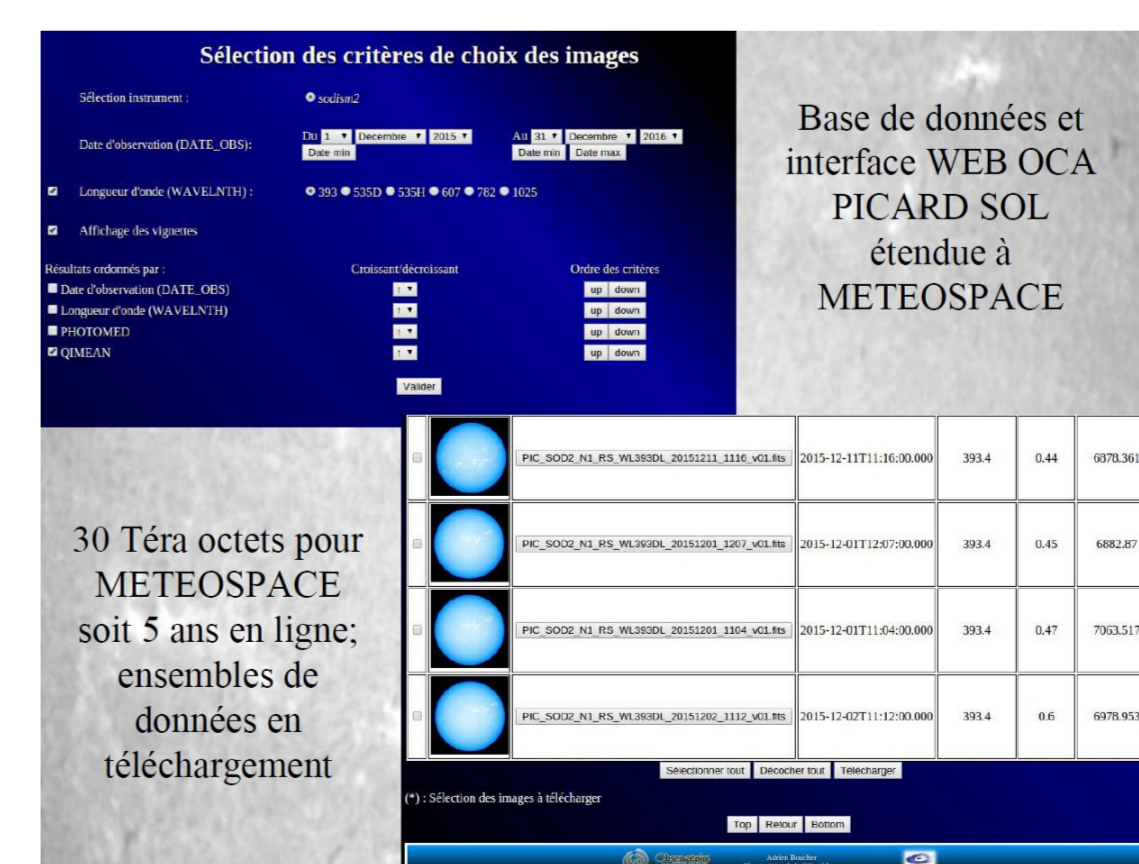 Sélection des critères de choix des images
Sélection instrument : sodism2
Date d'observation (DATE_OBS): Du 1 Decembre 2015 Au 31 Decembre 2016
Date min Date min Date max
Longueur d'onde (WAVELNTH) : 393 535D 535H 607 782 1025
Affichage des vignettes
Résultats ordonnés par : Croissant/décroissant Ordre des critères
Date d'observation (DATE_OBS) ↑ up down
Longueur d'onde (WAVELNTH) ↑ up down
PHOTOMED ↑ up down
QIMEAN ↑ up down
Valider
Base de données et
interface WEB OCA
PICARD SOL
étendue à
METEOSPACE
30 Téra octets pour
METEOSPACE
soit 5 ans en ligne;
ensembles de
données en
téléchargement
PIC_SOD2_N1_RS_WL393DL_20151211_1116_v01.fits 2015-12-11T11:16:00.000 393.4 0.44 6878.361
PIC_SOD2_N1_RS_WL393DL_20151201_1207_v01.fits 2015-12-01T12:07:00.000 393.4 0.45 6882.87
PIC_SOD2_N1_RS_WL393DL_20151201_1104_v01.fits 2015-12-01T11:04:00.000 393.4 0.47 7063.517
PIC_SOD2_N1_RS_WL393DL_20151202_1112_v01.fits 2015-12-02T11:12:00.000 393.4 0.6 6978.953
Sélectionner tout Décocher tout Télécharger
(*) : Sélection des images à télécharger
Top Retour Bottom
Observatoire Adrien Boucher